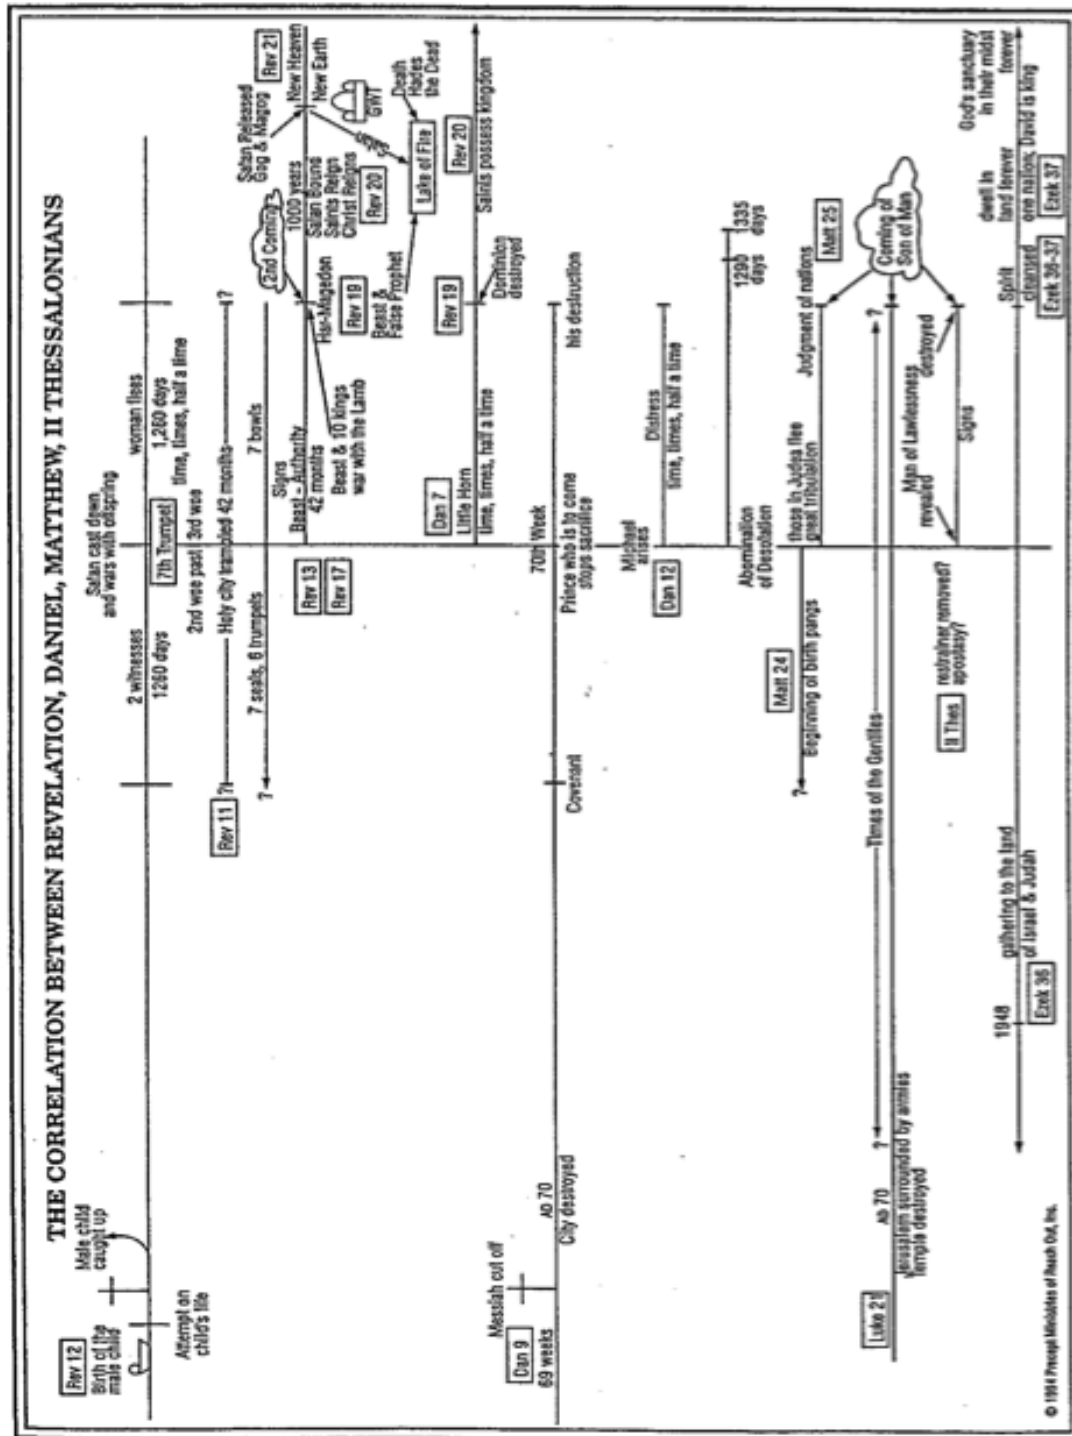 THE CORRELATION BETWEEN REVELATION, DANIEL, MATTHEW, II THESSALONIANS
Rev 12
Birth of the
male child
Attempt on
child's life
Male child
caught up
2 witnesses
1260 days
Satan cast down
and wars with offspring
7th Trumpet
woman flees
1,260 days
time, times, half a time
2nd woe past
3rd woe
Rev 11
?
Holy city trampled 42 months
?
?
7 seals, 6 trumpets
7 bowls
Rev 13
Rev 17
Signs
Beast - Authority
42 months
Beast & 10 kings
war with the Lamb
2nd Coming
Har-Magedon
Rev 19
Beast &
False Prophet
1000 years
Satan Bound
Saints Reign
Christ Reigns
Rev 20
Satan Released
Gog & Magog
Rev 21
New Heaven
New Earth
GWT
Lake of Fire
Death
Hades
the Dead
Dan 7
Little Horn
time, times, half a time
Rev 19
Dominion
destroyed
Rev 20
Saints possess kingdom
Dan 9
69 weeks
Messiah cut off
AD 70
City destroyed
Covenant
70th Week
Prince who is to come
stops sacrifice
his destruction
Michael
arises
Dan 12
Distress
time, times, half a time
1290
days
1335
days
Abomination
of Desolation
Matt 24
?
Beginning of birth pangs
those in Judea flee
great tribulation
Judgment of nations
Matt 25
Coming of
Son of Man
?
Times of the Gentiles
?
Luke 21
AD 70
Jerusalem surrounded by armies
Temple destroyed
II Thes
restrainer removed?
apostasy?
Man of Lawlessness
revealed
destroyed
Signs
1948
Ezek 36
gathering to the land
of Israel & Judah
Split
cleansed
Ezek 36-37
dwell in
land forever
one nation; David is king
Ezek 37
God's sanctuary
in their midst
forever
© 1994 Precept Ministries of Reach Out, Inc.